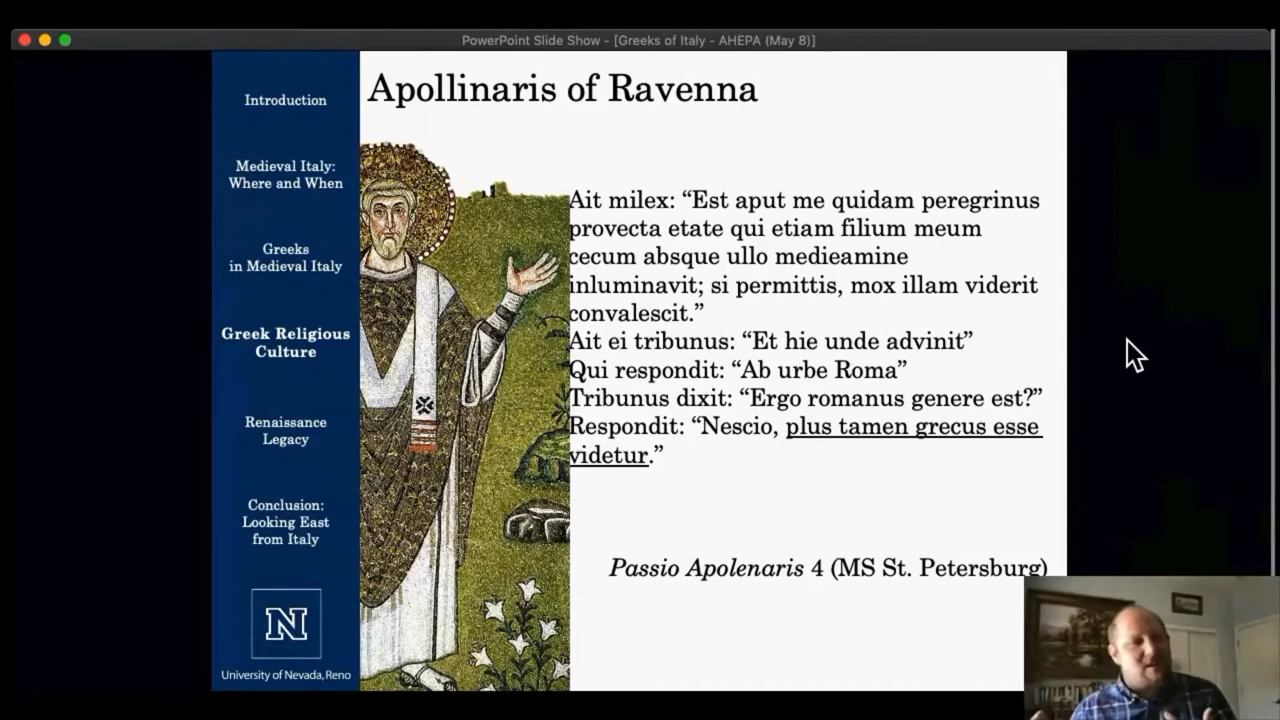 PowerPoint Slide Show - [Greeks of Italy - AHEPA (May 8)]
Introduction
Medieval Italy:
Where and When
Greeks
in Medieval Italy
Greek Religious
Culture
Renaissance
Legacy
Conclusion:
Looking East
from Italy
N
University of Nevada, Reno
Apollinaris of Ravenna
Ait milex: “Est aput me quidam peregrinus
provecta etate qui etiam filium meum
cecum absque ullo medieamine
inluminavit; si permittis, mox illam viderit
convalescit.”
Ait ei tribunus: “Et hie unde advinit”
Qui respondit: “Ab urbe Roma”
Tribunus dixit: “Ergo romanus genere est?”
Respondit: “Nescio, plus tamen grecus esse
videtur.”
Passio Apolenaris 4 (MS St. Petersburg)